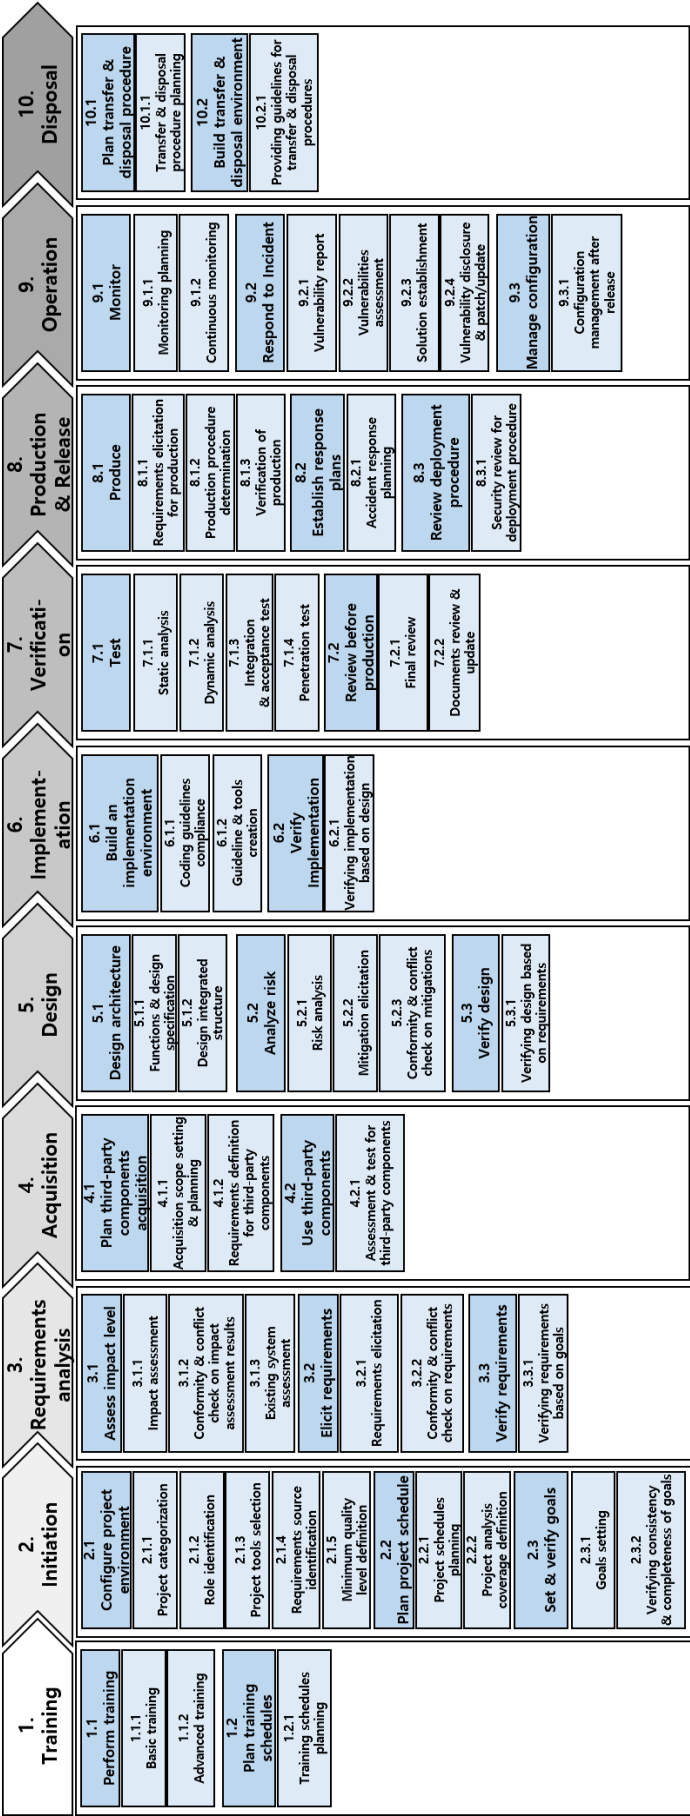 1.
Training
1.1
Perform training
1.1.1
Basic training
1.1.2
Advanced training
1.2
Plan training
schedules
1.2.1
Training schedules
planning
2.
Initiation
2.1
Configure project
environment
2.1.1
Project categorization
2.1.2
Role identification
2.1.3
Project tools selection
2.1.4
Requirements source
identification
2.1.5
Minimum quality
level definition
2.2
Plan project schedule
2.2.1
Project schedules
planning
2.2.2
Project analysis
coverage definition
2.3
Set & verify goals
2.3.1
Goals setting
2.3.2
Verifying consistency
& completeness of goals
3.
Requirements
analysis
3.1
Assess impact level
3.1.1
Impact assessment
3.1.2
Conformity & conflict
check on impact
assessment results
3.1.3
Existing system
assessment
3.2
Elicit requirements
3.2.1
Requirements elicitation
3.2.2
Conformity & conflict
check on requirements
3.3
Verify requirements
3.3.1
Verifying requirements
based on goals
4.
Acquisition
4.1
Plan third-party
components
acquisition
4.1.1
Acquisition scope setting
& planning
4.1.2
Requirements definition
for third-party
components
4.2
Use third-party
components
4.2.1
Assessment & test for
third-party components
5.
Design
5.1
Design architecture
5.1.1
Functions & design
specification
5.1.2
Design integrated
structure
5.2
Analyze risk
5.2.1
Risk analysis
5.2.2
Mitigation elicitation
5.2.3
Conformity & conflict
check on mitigations
5.3
Verify design
5.3.1
Verifying design based
on requirements
6.
Implement-
ation
6.1
Build an
implementation
environment
6.1.1
Coding guidelines
compliance
6.1.2
Guideline & tools
creation
6.2
Verify
Implementation
6.2.1
Verifying implementation
based on design
7.
Verificati-
on
7.1
Test
7.1.1
Static analysis
7.1.2
Dynamic analysis
7.1.3
Integration
& acceptance test
7.1.4
Penetration test
7.2
Review before
production
7.2.1
Final review
7.2.2
Documents review &
update
8.
Production
& Release
8.1
Produce
8.1.1
Requirements elicitation
for production
8.1.2
Production procedure
determination
8.1.3
Verification of
production
8.2
Establish response
plans
8.2.1
Accident response
planning
8.3
Review deployment
procedure
8.3.1
Security review for
deployment procedure
9.
Operation
9.1
Monitor
9.1.1
Monitoring planning
9.1.2
Continuous monitoring
9.2
Respond to Incident
9.2.1
Vulnerability report
9.2.2
Vulnerabilities
assessment
9.2.3
Solution establishment
9.2.4
Vulnerability disclosure
& patch/update
9.3
Manage configuration
9.3.1
Configuration
management after
release
10.
Disposal
10.1
Plan transfer &
disposal procedure
10.1.1
Transfer & disposal
procedure planning
10.2
Build transfer &
disposal environment
10.2.1
Providing guidelines for
transfer & disposal
procedures